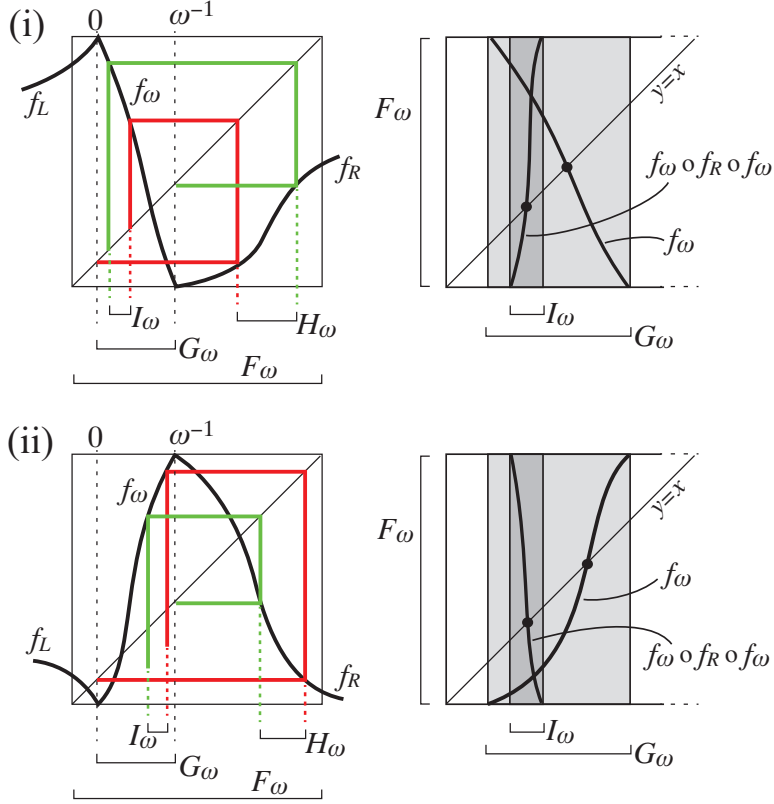 (i)
0 ω⁻¹
f_L
f_ω
f_R
I_ω
H_ω
G_ω
F_ω
F_ω
y=x
f_ω o f_R o f_ω
f_ω
I_ω
G_ω
(ii)
0 ω⁻¹
f_ω
f_L
f_R
I_ω
H_ω
G_ω
F_ω
F_ω
y=x
f_ω
f_ω o f_R o f_ω
I_ω
G_ω